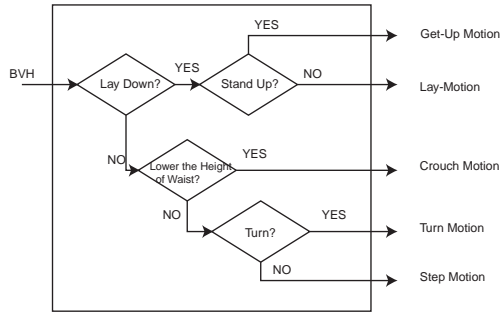 YES
Get-Up Motion
BVH
Lay Down?
YES
Stand Up?
NO
Lay-Motion
NO
Lower the Height
of Waist?
YES
Crouch Motion
NO
Turn?
YES
Turn Motion
NO
Step Motion